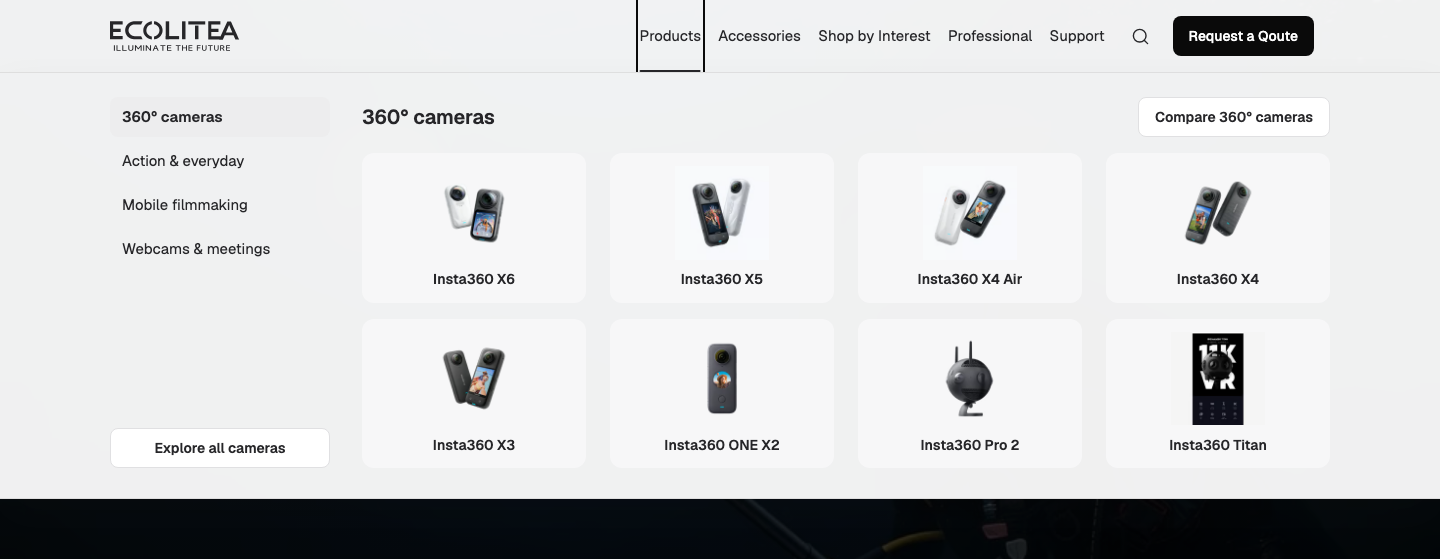 ECOLITEA
ILLUMINATE THE FUTURE
Products
Accessories
Shop by Interest
Professional
Support
Request a Qoute
360° cameras
Action & everyday
Mobile filmmaking
Webcams & meetings
Explore all cameras
360° cameras
Compare 360° cameras
Insta360 X6
Insta360 X5
Insta360 X4 Air
Insta360 X4
Insta360 X3
Insta360 ONE X2
Insta360 Pro 2
11K
VR
Insta360 Titan